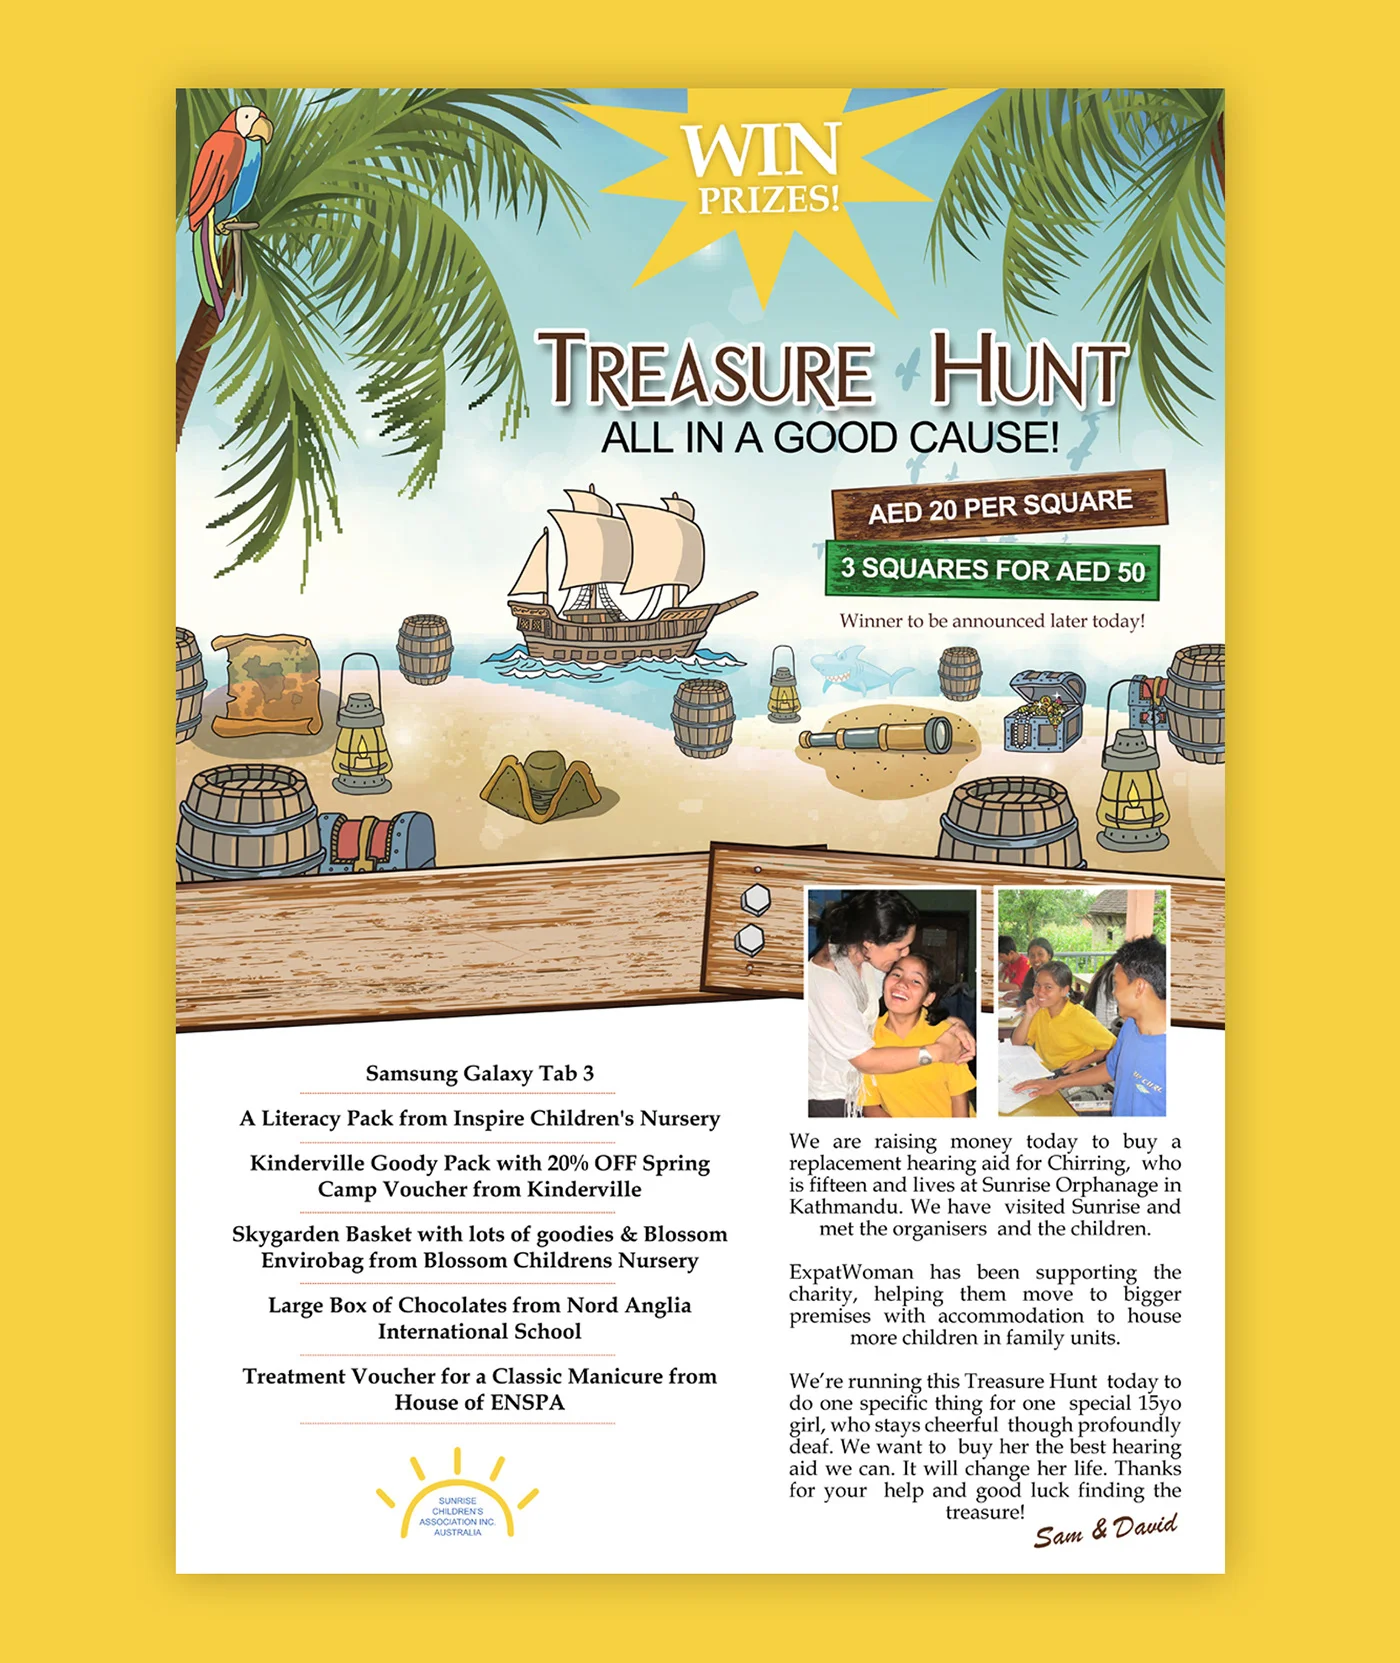 WIN
PRIZES!
TREASURE HUNT
ALL IN A GOOD CAUSE!
AED 20 PER SQUARE
3 SQUARES FOR AED 50
Winner to be announced later today!
Samsung Galaxy Tab 3
A Literacy Pack from Inspire Children's Nursery
Kinderville Goody Pack with 20% OFF Spring
Camp Voucher from Kinderville
Skygarden Basket with lots of goodies & Blossom
Envirobag from Blossom Childrens Nursery
Large Box of Chocolates from Nord Anglia
International School
Treatment Voucher for a Classic Manicure from
House of ENSPA
SUNRISE
CHILDREN'S
ASSOCIATION INC.
AUSTRALIA
We are raising money today to buy a
replacement hearing aid for Chirring, who
is fifteen and lives at Sunrise Orphanage in
Kathmandu. We have visited Sunrise and
met the organisers and the children.
ExpatWoman has been supporting the
charity, helping them move to bigger
premises with accommodation to house
more children in family units.
We're running this Treasure Hunt today to
do one specific thing for one special 15yo
girl, who stays cheerful though profoundly
deaf. We want to buy her the best hearing
aid we can. It will change her life. Thanks
for your help and good luck finding the
treasure!
Sam & David